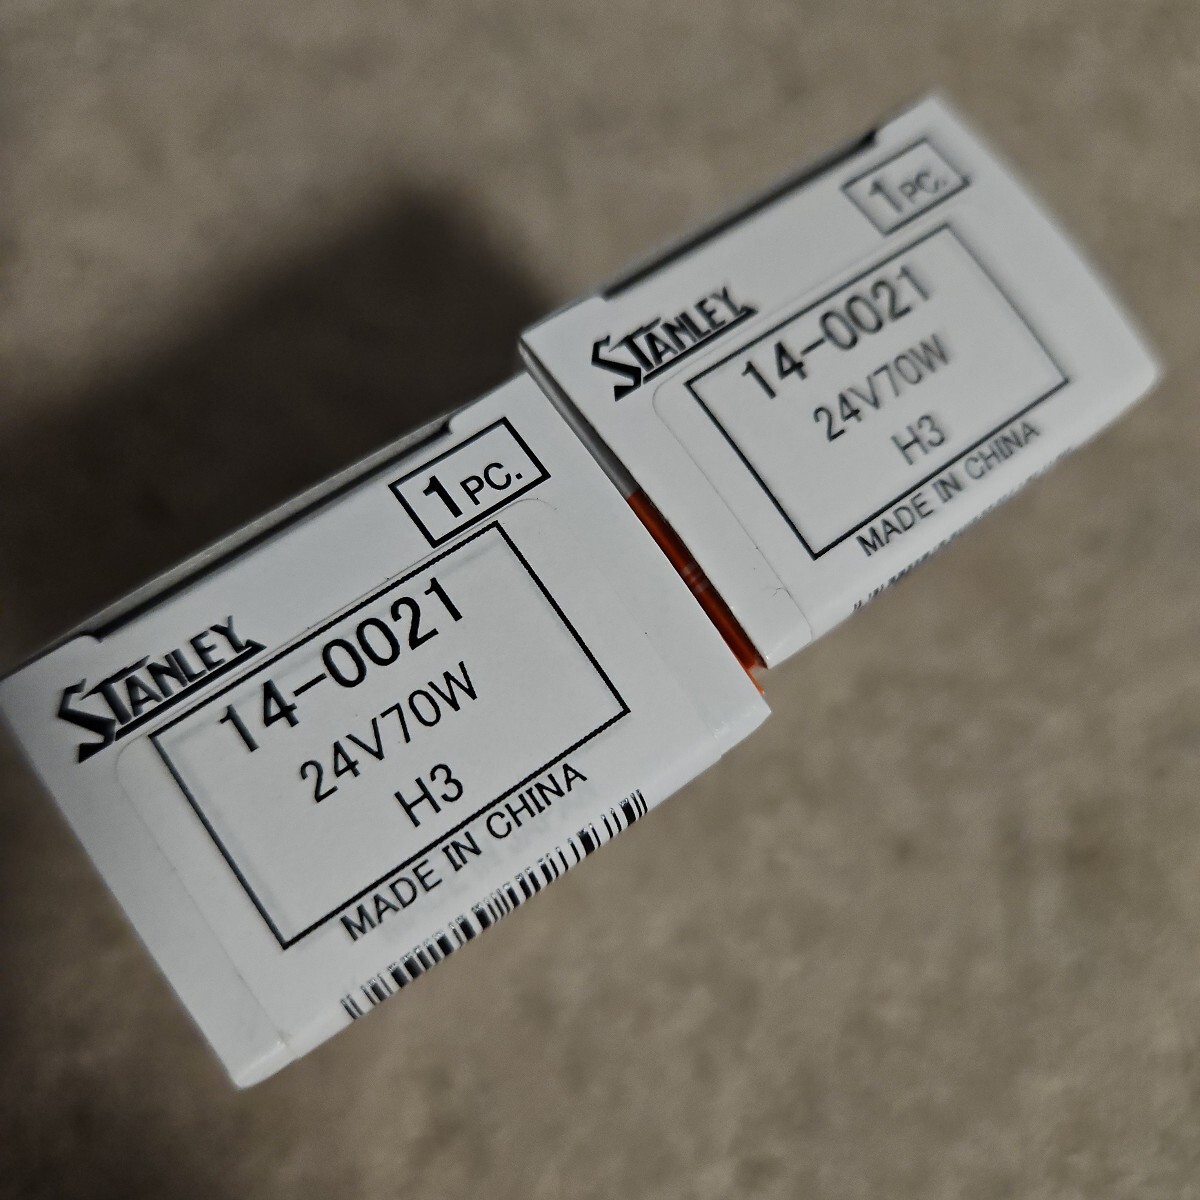 1PC.
STANLEY
14-0021
24V70W
H3
MADE IN CHINA
1PC.
STANLEY
14-0021
24V70W
H3
MADE IN CHINA